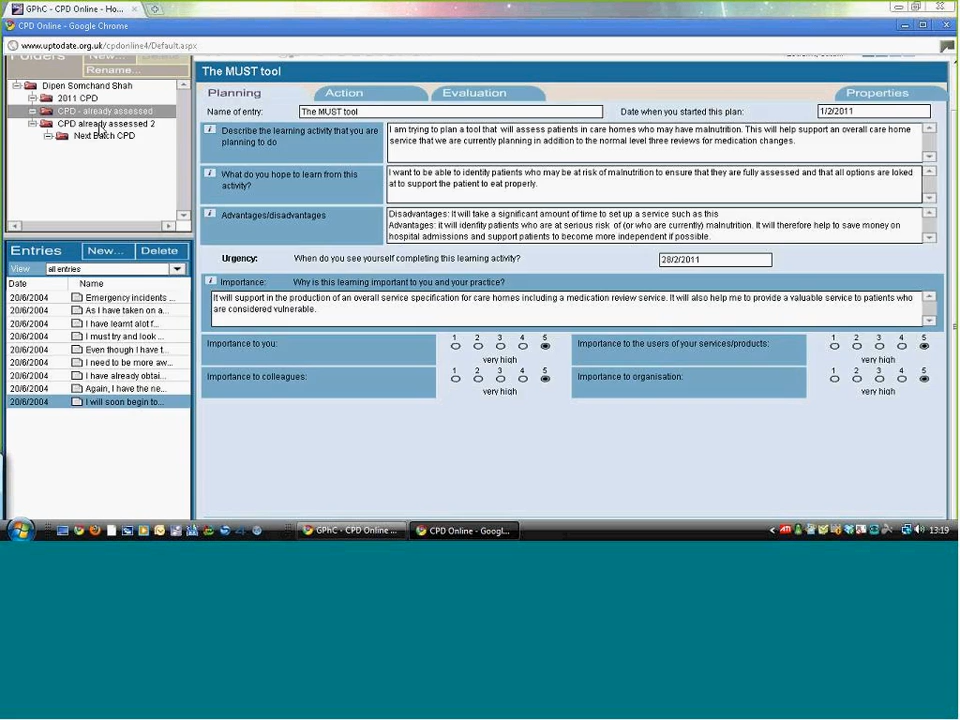 GPhC - CPD Online - Ho...
CPD Online - Google Chrome
www.uptodate.org.uk/cpdonline4/Default.aspx
Folders New... Delete
Rename...
Dipen Somchand Shah
2011 CPD
CPD - already assessed
CPD already assessed 2
Next Batch CPD
Entries New... Delete
View all entries
Date Name
20/6/2004 Emergency incidents ...
20/6/2004 As I have taken on a...
20/6/2004 I have learnt alot f...
20/6/2004 I must try and look ...
20/6/2004 Even though I have t...
20/6/2004 I need to be more aw...
20/6/2004 I have already obtai...
20/6/2004 Again, I have the ne...
20/6/2004 I will soon begin to...
The MUST tool
Planning Action Evaluation Properties
Name of entry: The MUST tool Date when you started this plan: 1/2/2011
i Describe the learning activity that you are
planning to do
I am trying to plan a tool that will assess patients in care homes who may have malnutrition. This will help support an overall care home
service that we are currently planning in addition to the normal level three reviews for medication changes.
i What do you hope to learn from this
activity?
I want to be able to identify patients who may be at risk of malnutrition to ensure that they are fully assessed and that all options are loked
at to support the patient to eat properly.
i Advantages/disadvantages
Disadvantages: It will take a significant amount of time to set up a service such as this
Advantages: it will identify patients who are at serious risk of (or who are currently) malnutrition. It will therefore help to save money on
hospital admissions and support patients to become more independent if possible.
Urgency: When do you see yourself completing this learning activity? 28/2/2011
i Importance: Why is this learning important to you and your practice?
It will support in the production of an overall service specification for care homes including a medication review service. It will also help me to provide a valuable service to patients who
are considered vulnerable.
Importance to you: 1 2 3 4 5
very high
Importance to the users of your services/products: 1 2 3 4 5
very high
Importance to colleagues: 1 2 3 4 5
very high
Importance to organisation: 1 2 3 4 5
very high
GPhC - CPD Online ... CPD Online - Googl... 13:19